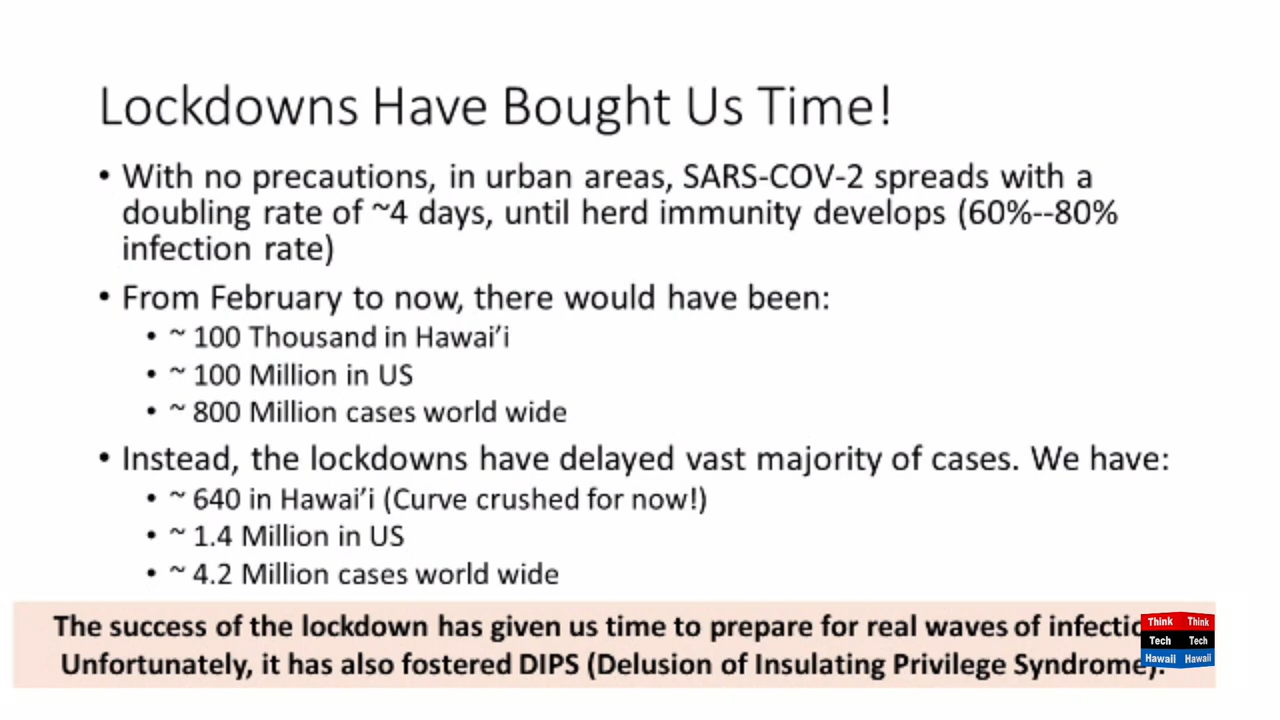 Lockdowns Have Bought Us Time!
• With no precautions, in urban areas, SARS-COV-2 spreads with a
doubling rate of ~4 days, until herd immunity develops (60%--80%
infection rate)
• From February to now, there would have been:
• ~ 100 Thousand in Hawai’i
• ~ 100 Million in US
• ~ 800 Million cases world wide
• Instead, the lockdowns have delayed vast majority of cases. We have:
• ~ 640 in Hawai’i (Curve crushed for now!)
• ~ 1.4 Million in US
• ~ 4.2 Million cases world wide
The success of the lockdown has given us time to prepare for real waves of
Unfortunately, it has also fostered DIPS (Delusion of Insulating Privilege Syndrome).
Think Think
Tech Tech
Hawaii Hawaii